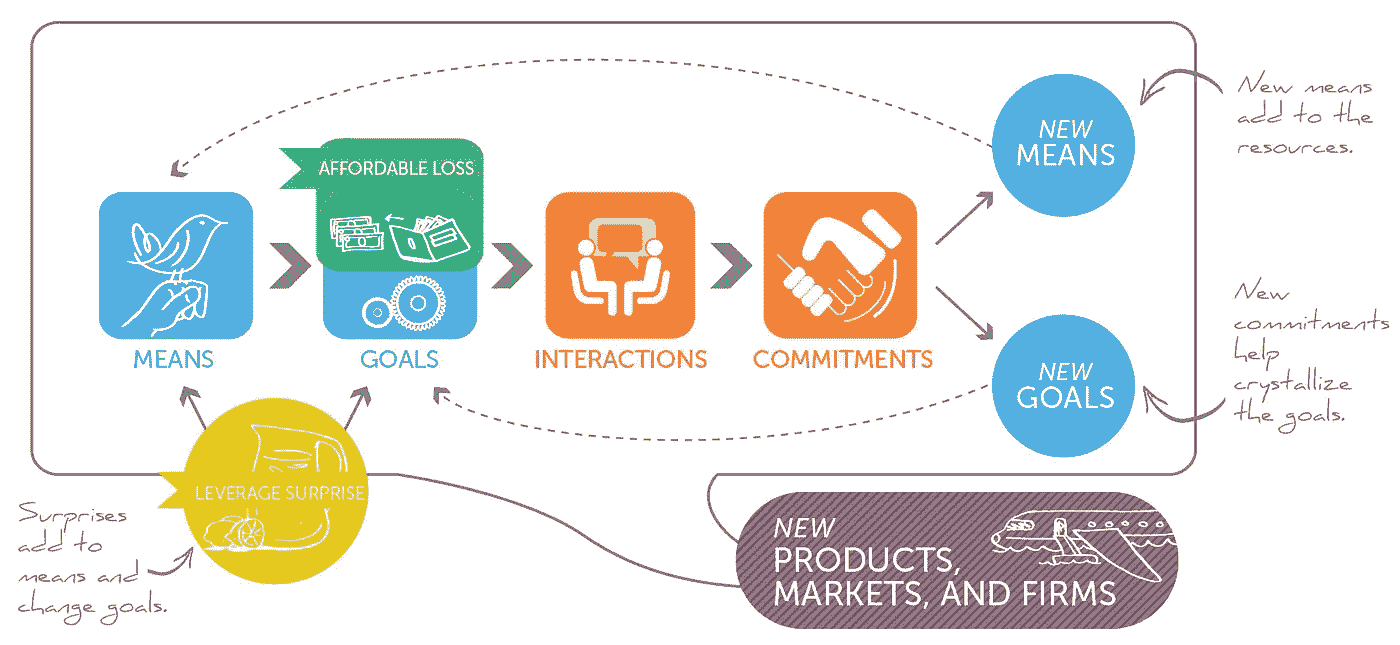 AFFORDABLE LOSS
MEANS
GOALS
INTERACTIONS
COMMITMENTS
NEW
MEANS
New means
add to the
resources.
NEW
GOALS
New
commitments
help
crystallize
the goals.
LEVERAGE SURPRISE
Surprises
add to
means and
change goals.
NEW
PRODUCTS,
MARKETS, AND FIRMS